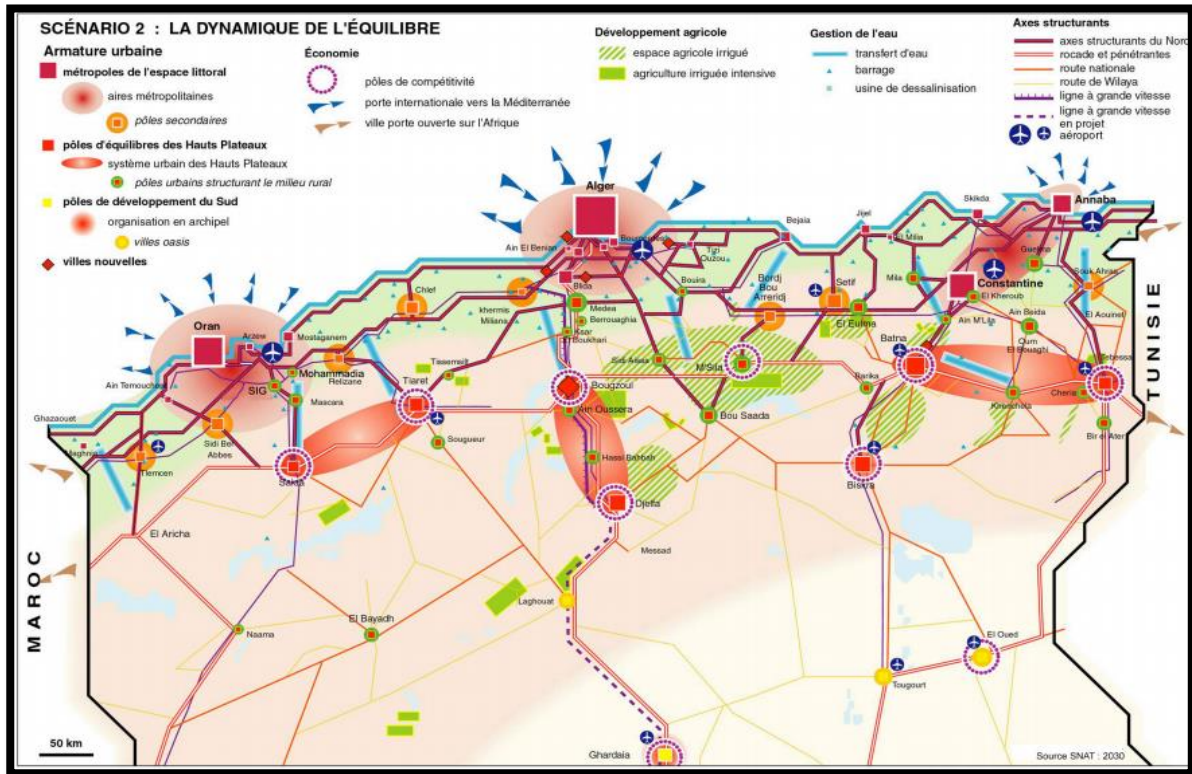 SCÉNARIO 2 : LA DYNAMIQUE DE L'ÉQUILIBRE
Armature urbaine
métropoles de l'espace littoral
aires métropolitaines
pôles secondaires
pôles d'équilibres des Hauts Plateaux
système urbain des Hauts Plateaux
pôles urbains structurant le milieu rural
pôles de développement du Sud
organisation en archipel
villes oasis
villes nouvelles
Économie
pôles de compétivité
porte internationale vers la Méditerranée
ville porte ouverte sur l'Afrique
Développement agricole
espace agricole irrigué
agriculture irriguée intensive
Gestion de l'eau
transfert d'eau
barrage
usine de dessalinisation
Axes structurants
axes structurants du Nord
rocade et pénétrantes
route nationale
route de Wilaya
ligne à grande vitesse
ligne à grande vitesse
en projet
aéroport
Alger
Annaba
Skikda
Jijel
Bejaia
El Milia
Guelma
Ain El Benian
Tizi
Ouzou
Souk Ahras
Constantine
Mila
Setif
Bordj
Bou
Arreridj
Bouira
Blida
Chlef
khermis
Miliana
Medea
Berrouaghia
Ksar
El Boukhari
El Kheroub
Ain M'Lila
Ain Beida
Oum
El Bouaghi
El Aouinet
El Eulma
Oran
Arzew
Mostaganem
Mohammadia
Relizane
SIG
Mascara
Ain Temouchent
Ghazaouet
Maghnia
Tlemcen
Sidi Bel
Abbes
Saida
Tissemsilt
Tiaret
Sougueur
Sidi Aissa
M'Sila
Bougzoul
Ain Oussera
Bou Saada
Barika
Batna
Khenchela
Tebessa
Cheria
Bir el Ater
Hassi Bahbah
Djelfa
Biskra
Messad
El Aricha
Laghouat
Naama
El Bayadh
El Oued
Tougourt
Ghardaia
MAROC
TUNISIE
50 km
Source SNAT : 2030